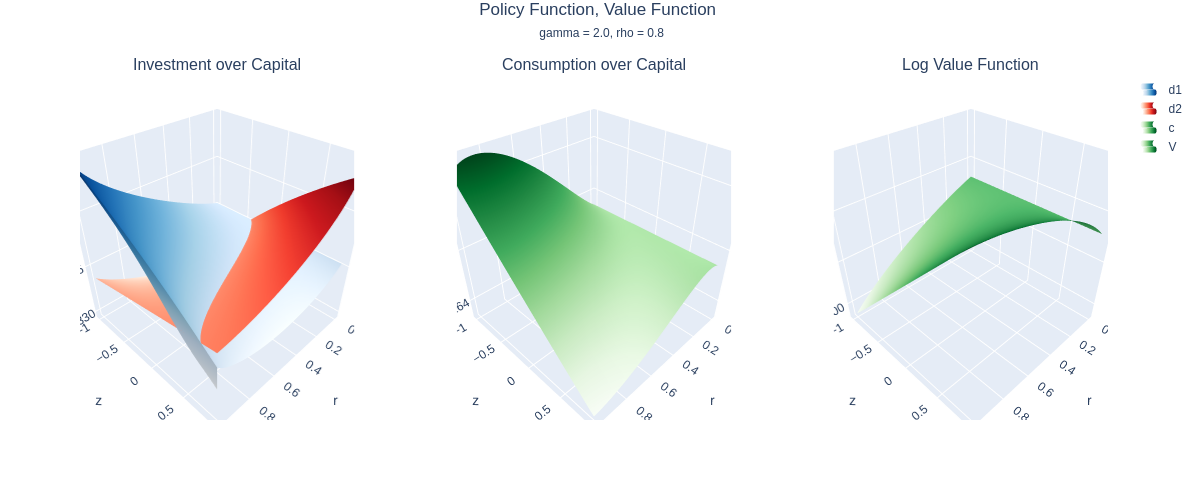 Policy Function, Value Function
gamma = 2.0, rho = 0.8
Investment over Capital
Consumption over Capital
Log Value Function
d1
d2
c
V
−0.5
0
0.5
z
0.2
0.4
0.6
0.8
r
−1
−0.5
0
0.5
z
0
0.2
0.4
0.6
0.8
r
−1
−0.5
0
0.5
z
0
0.2
0.4
0.6
0.8
r